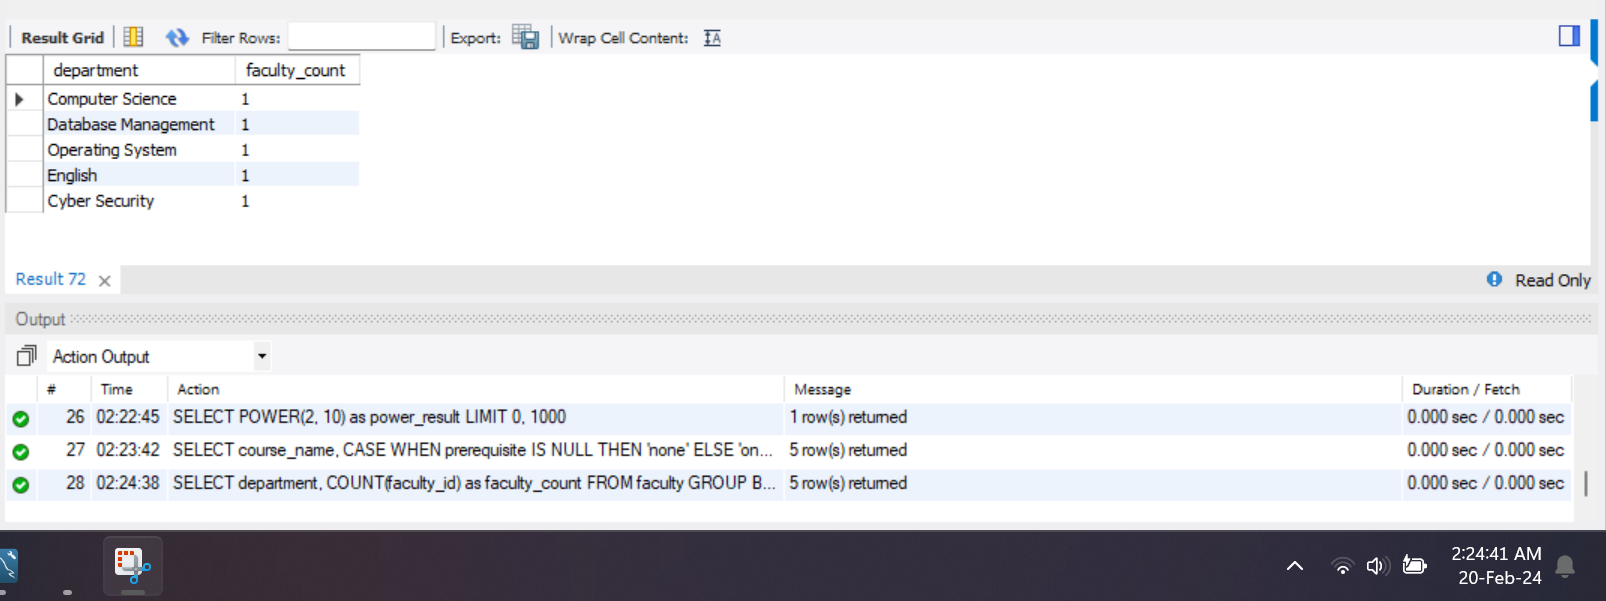 Result Grid Filter Rows: Export: Wrap Cell Content: IA
department faculty_count
Computer Science 1
Database Management 1
Operating System 1
English 1
Cyber Security 1
Result 72 Read Only
Output
Action Output
# Time Action Message Duration / Fetch
26 02:22:45 SELECT POWER(2, 10) as power_result LIMIT 0, 1000 1 row(s) returned 0.000 sec / 0.000 sec
27 02:23:42 SELECT course_name, CASE WHEN prerequisite IS NULL THEN 'none' ELSE 'on... 5 row(s) returned 0.000 sec / 0.000 sec
28 02:24:38 SELECT department, COUNT(faculty_id) as faculty_count FROM faculty GROUP B... 5 row(s) returned 0.000 sec / 0.000 sec
2:24:41 AM
20-Feb-24